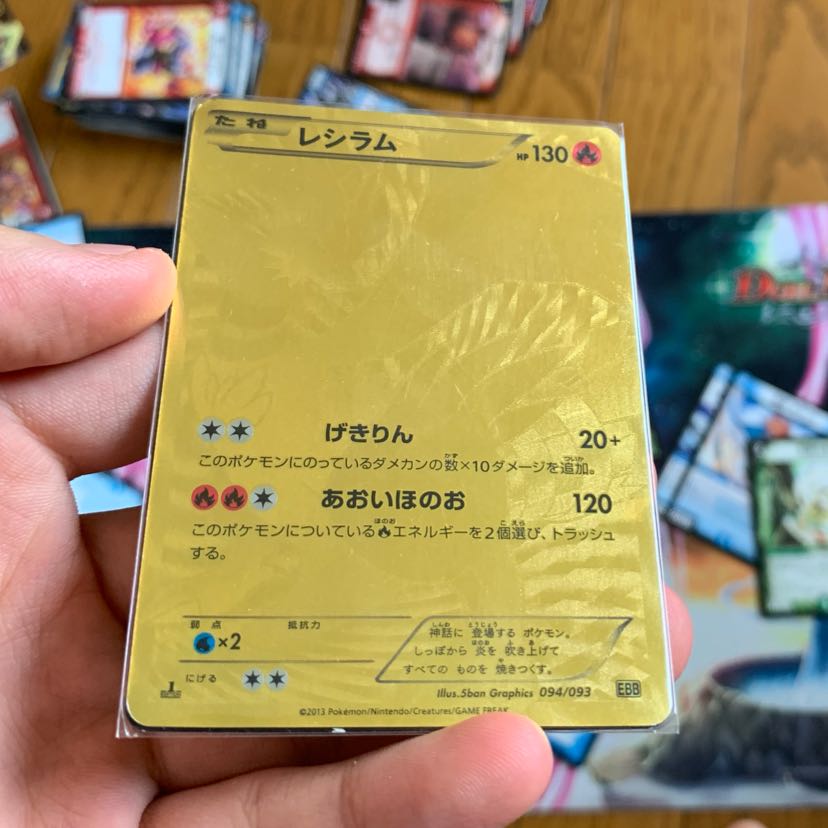 たね レシラム HP130
げきりん 20+
このポケモンにのっているダメカンの数×10ダメージを追加。
あおいほのお 120
このポケモンについているエネルギーを2個選び、トラッシュ
する。
弱点 抵抗力
×2
にげる
神話に 登場する ポケモン。
しっぽから 炎を 吹き上げて
すべての ものを 焼きつくす。
Illus.5ban Graphics 094/093 EBB
©2013 Pokémon/Nintendo/Creatures/GAME FREAK